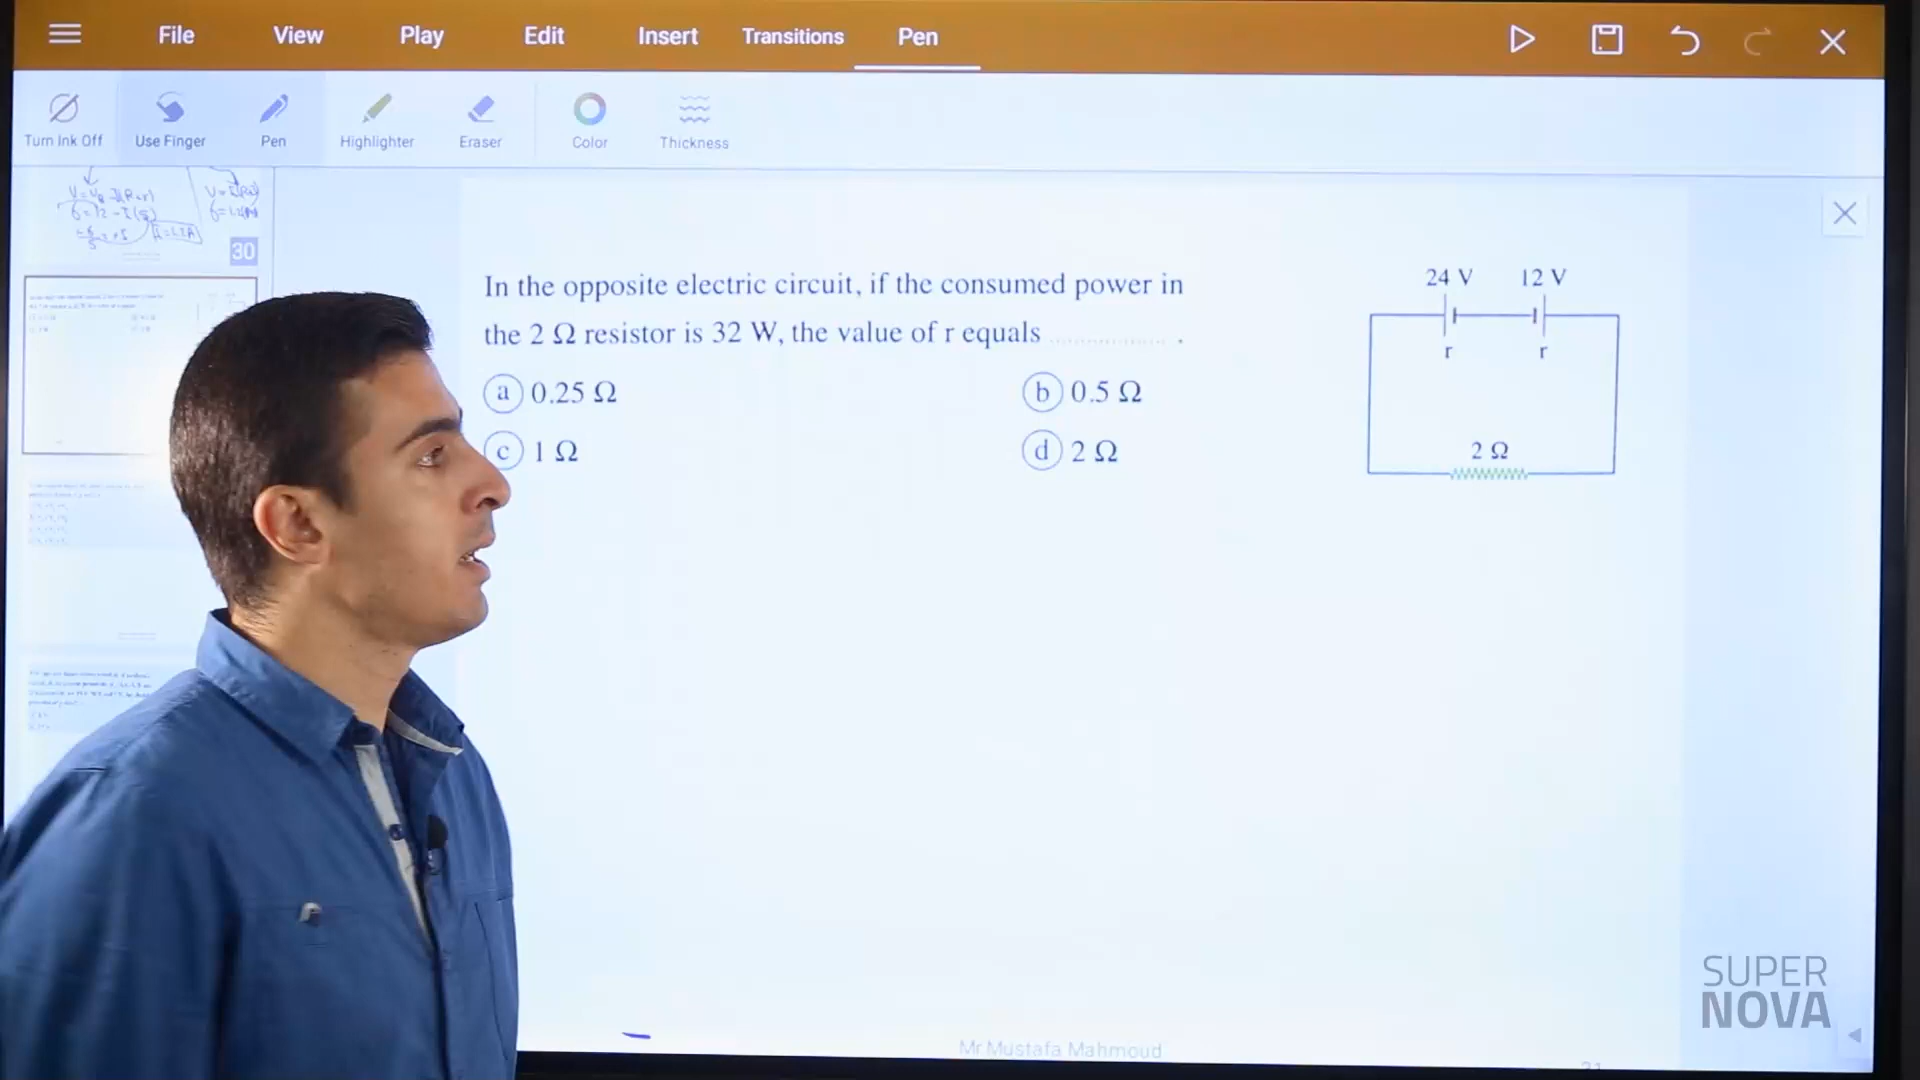 File View Play Edit Insert Transitions Pen
Turn Ink Off Use Finger Pen Highlighter Eraser Color Thickness
30
In the opposite electric circuit, if the consumed power in
the 2 Ω resistor is 32 W, the value of r equals ................ .
a 0.25 Ω
b 0.5 Ω
c 1 Ω
d 2 Ω
24 V 12 V
r r
2 Ω
SUPER
NOVA
Mr Mustafa Mahmoud